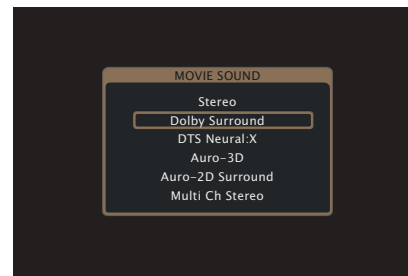 MOVIE SOUND
Stereo
Dolby Surround
DTS Neural:X
Auro-3D
Auro-2D Surround
Multi Ch Stereo